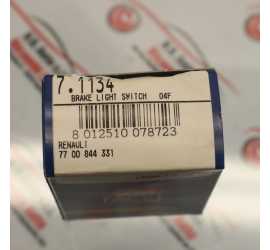 7.1134
BRAKE LIGHT SWITCH 04F
8 012510 078723
RENAULT
77 00 844 331